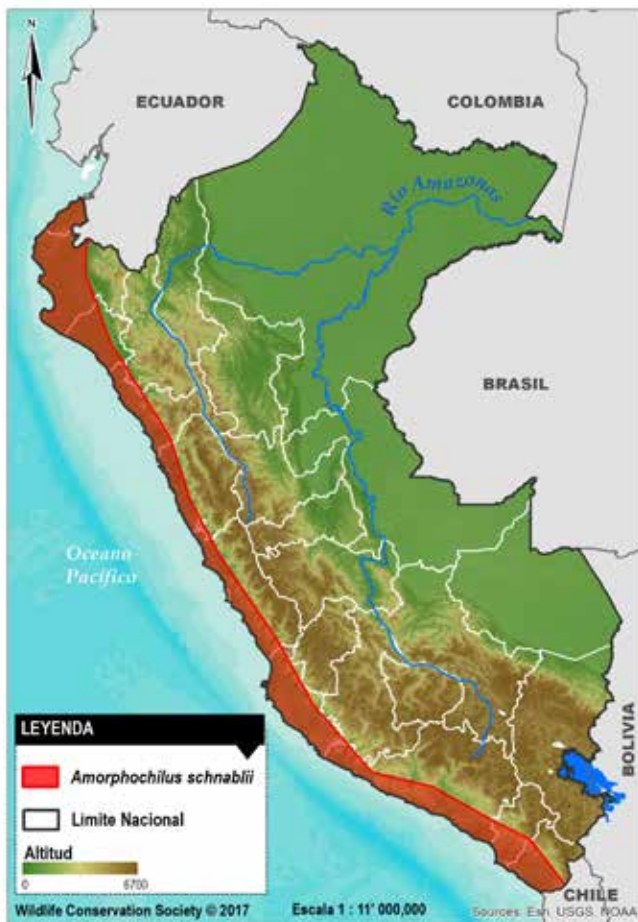 N
ECUADOR
COLOMBIA
Río Amazonas
BRASIL
Oceano
Pacífico
BOLIVIA
LEYENDA
Amorphochilus schnablii
Limite Nacional
Altitud
0 6700
CHILE
Wildlife Conservation Society © 2017 Escala 1 : 11' 000,000 Sources: Esri, USGS, NOAA